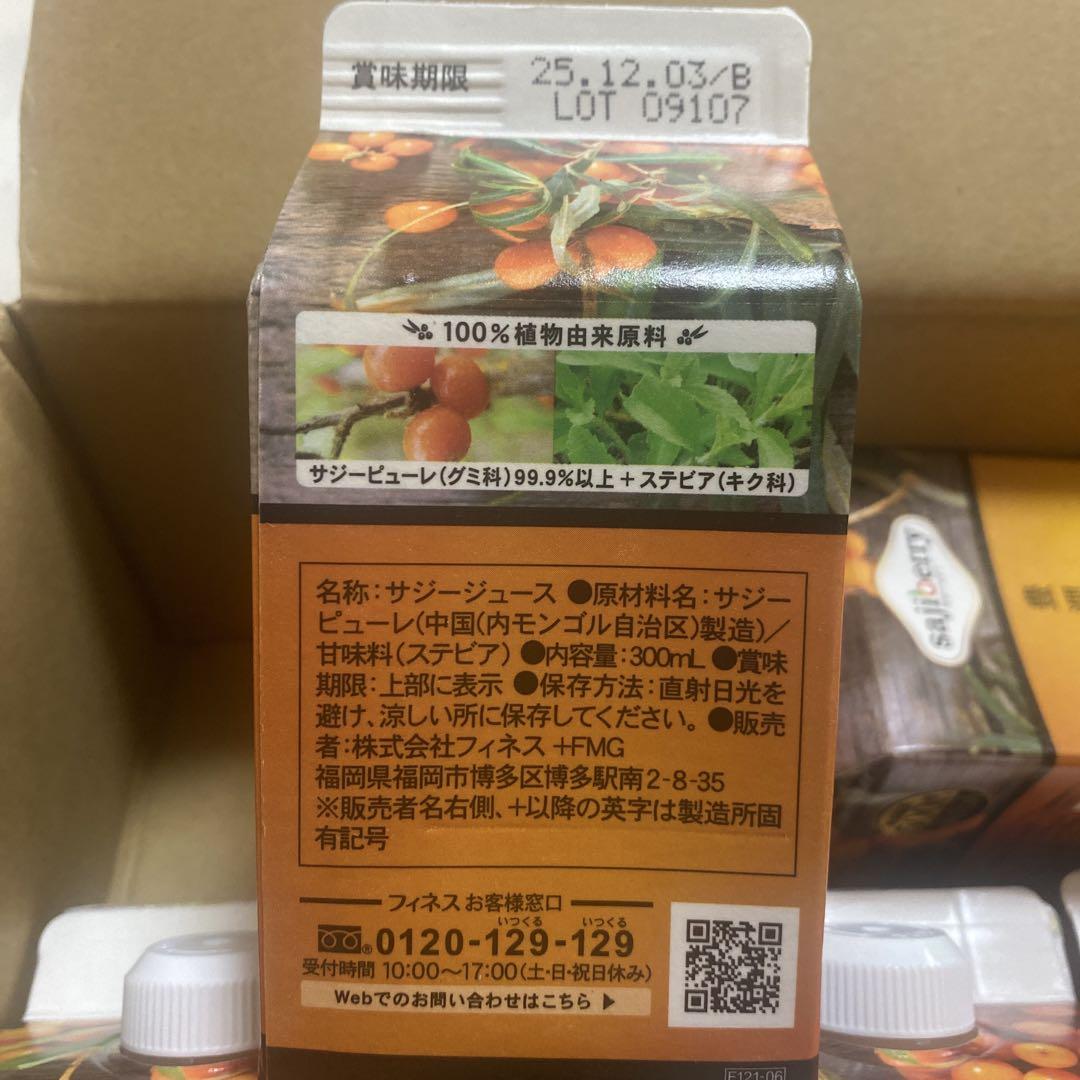 賞味期限
25.12.03/B
LOT 09107
100%植物由来原料
サジーピューレ(グミ科)99.9%以上+ステビア(キク科)
名称:サジージュース ●原材料名:サジー
ピューレ(中国(内モンゴル自治区)製造)/
甘味料(ステビア) ●内容量:300mL ●賞味
期限:上部に表示 ●保存方法:直射日光を
避け、涼しい所に保存してください。 ●販売
者:株式会社フィネス +FMG
福岡県福岡市博多区博多駅南2-8-35
※販売者名右側、+以降の英字は製造所固
有記号
フィネス お客様窓口
いつくる いつくる
0120-129-129
受付時間 10:00〜17:00(土・日・祝日休み)
Webでのお問い合わせはこちら ▶
F121-06
sajiberry